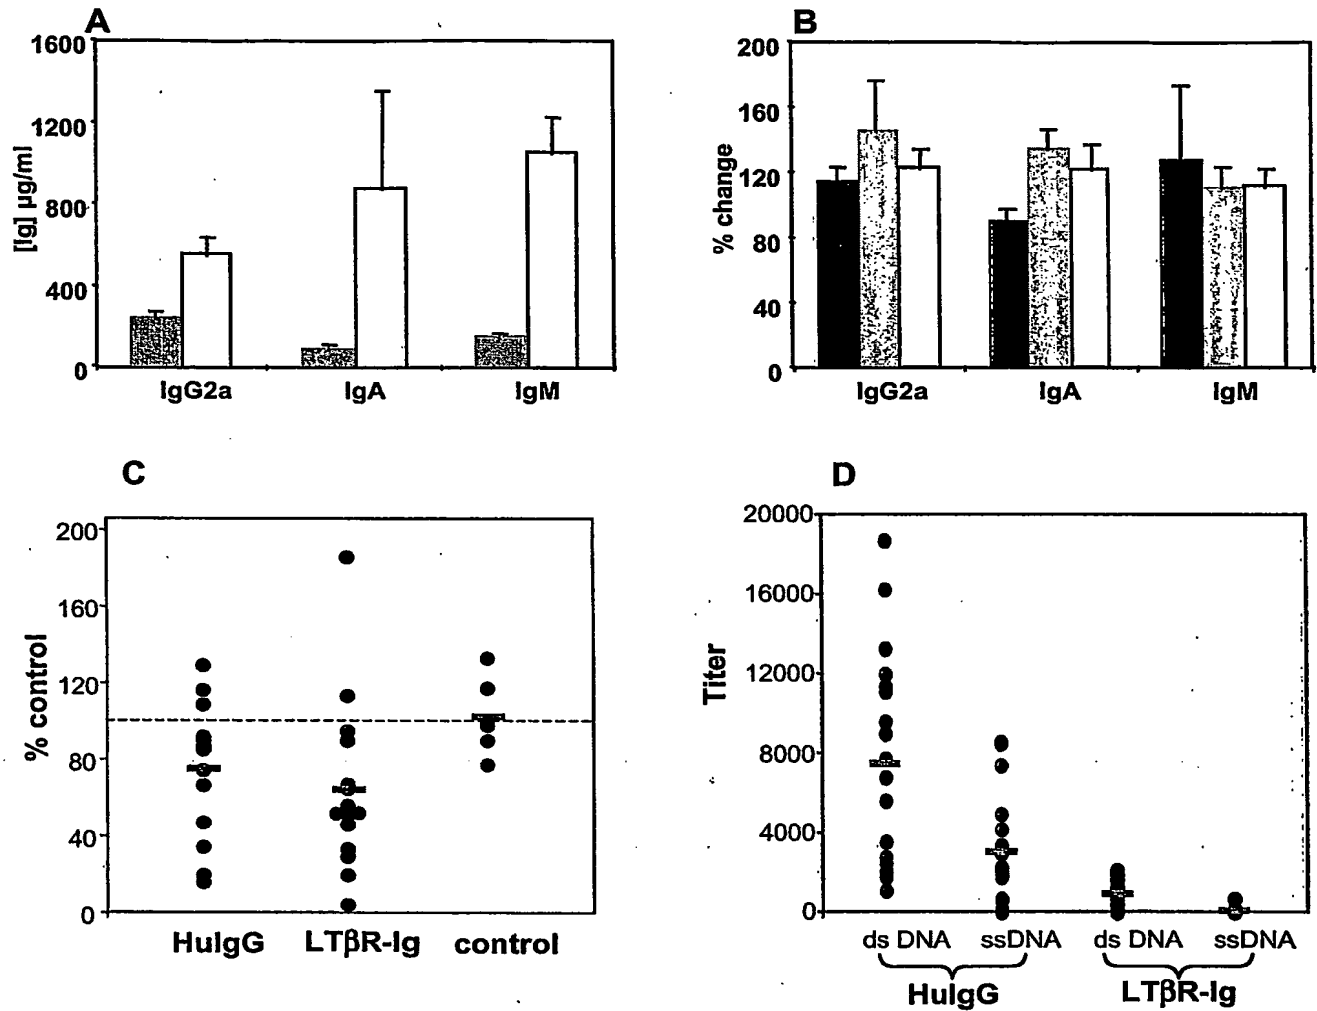 A
1600
1200
800
400
0
[Ig] µg/ml
IgG2a IgA IgM
B
200
160
120
80
40
0
% change
IgG2a IgA IgM
C
200
160
120
80
40
0
% control
HuIgG LTβR-Ig control
D
20000
16000
12000
8000
4000
0
Titer
ds DNA ssDNA ds DNA ssDNA
HuIgG LTβR-Ig